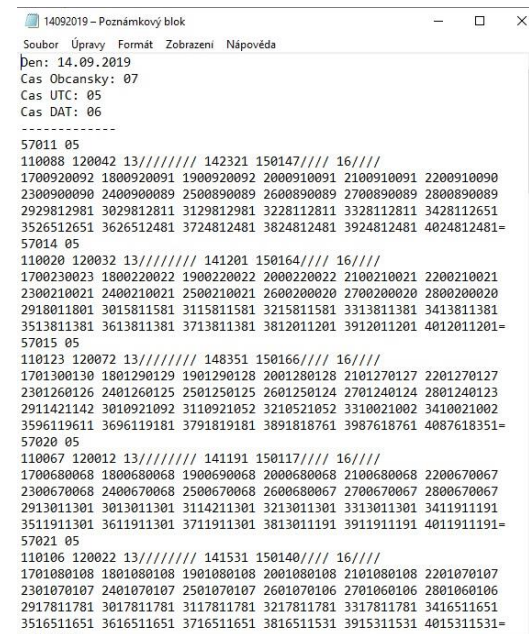 14092019 – Poznámkový blok
Soubor Úpravy Formát Zobrazení Nápověda
Den: 14.09.2019
Cas Obcansky: 07
Cas UTC: 05
Cas DAT: 06
-------------
57011 05
110088 120042 13//////// 142321 150147//// 16////
1700920092 1800920091 1900920092 2000910091 2100910091 2200910090
2300900090 2400900089 2500890089 2600890089 2700890089 2800890089
2929812981 3029812811 3129812981 3228112811 3328112811 3428112651
3526512651 3626512481 3724812481 3824812481 3924812481 4024812481=
57014 05
110020 120032 13//////// 141201 150164//// 16////
1700230023 1800220022 1900220022 2000220022 2100210021 2200210021
2300210021 2400210021 2500210021 2600200020 2700200020 2800200020
2918011801 3015811581 3115811581 3215811581 3313811381 3413811381
3513811381 3613811381 3713811381 3812011201 3912011201 4012011201=
57015 05
110123 120072 13//////// 148351 150166//// 16////
1701300130 1801290129 1901290128 2001280128 2101270127 2201270127
2301260126 2401260125 2501250125 2601250124 2701240124 2801240123
2911421142 3010921092 3110921052 3210521052 3310021002 3410021002
3596119611 3696119181 3791819181 3891818761 3987618761 4087618351=
57020 05
110067 120012 13//////// 141191 150117//// 16////
1700680068 1800680068 1900690068 2000680068 2100680068 2200670068
2300670068 2400670068 2500670068 2600680067 2700670067 2800670067
2913011301 3013011301 3114211301 3213011301 3313011301 3411911191
3511911301 3611911301 3711911301 3813011191 3911911191 4011911191=
57021 05
110106 120022 13//////// 141531 150140//// 16////
1701080108 1801080108 1901080108 2001080108 2101080108 2201070107
2301070107 2401070107 2501070107 2601070106 2701060106 2801060106
2917811781 3017811781 3117811781 3217811781 3317811781 3416511651
3516511651 3616511651 3716511651 3816511531 3915311531 4015311531=